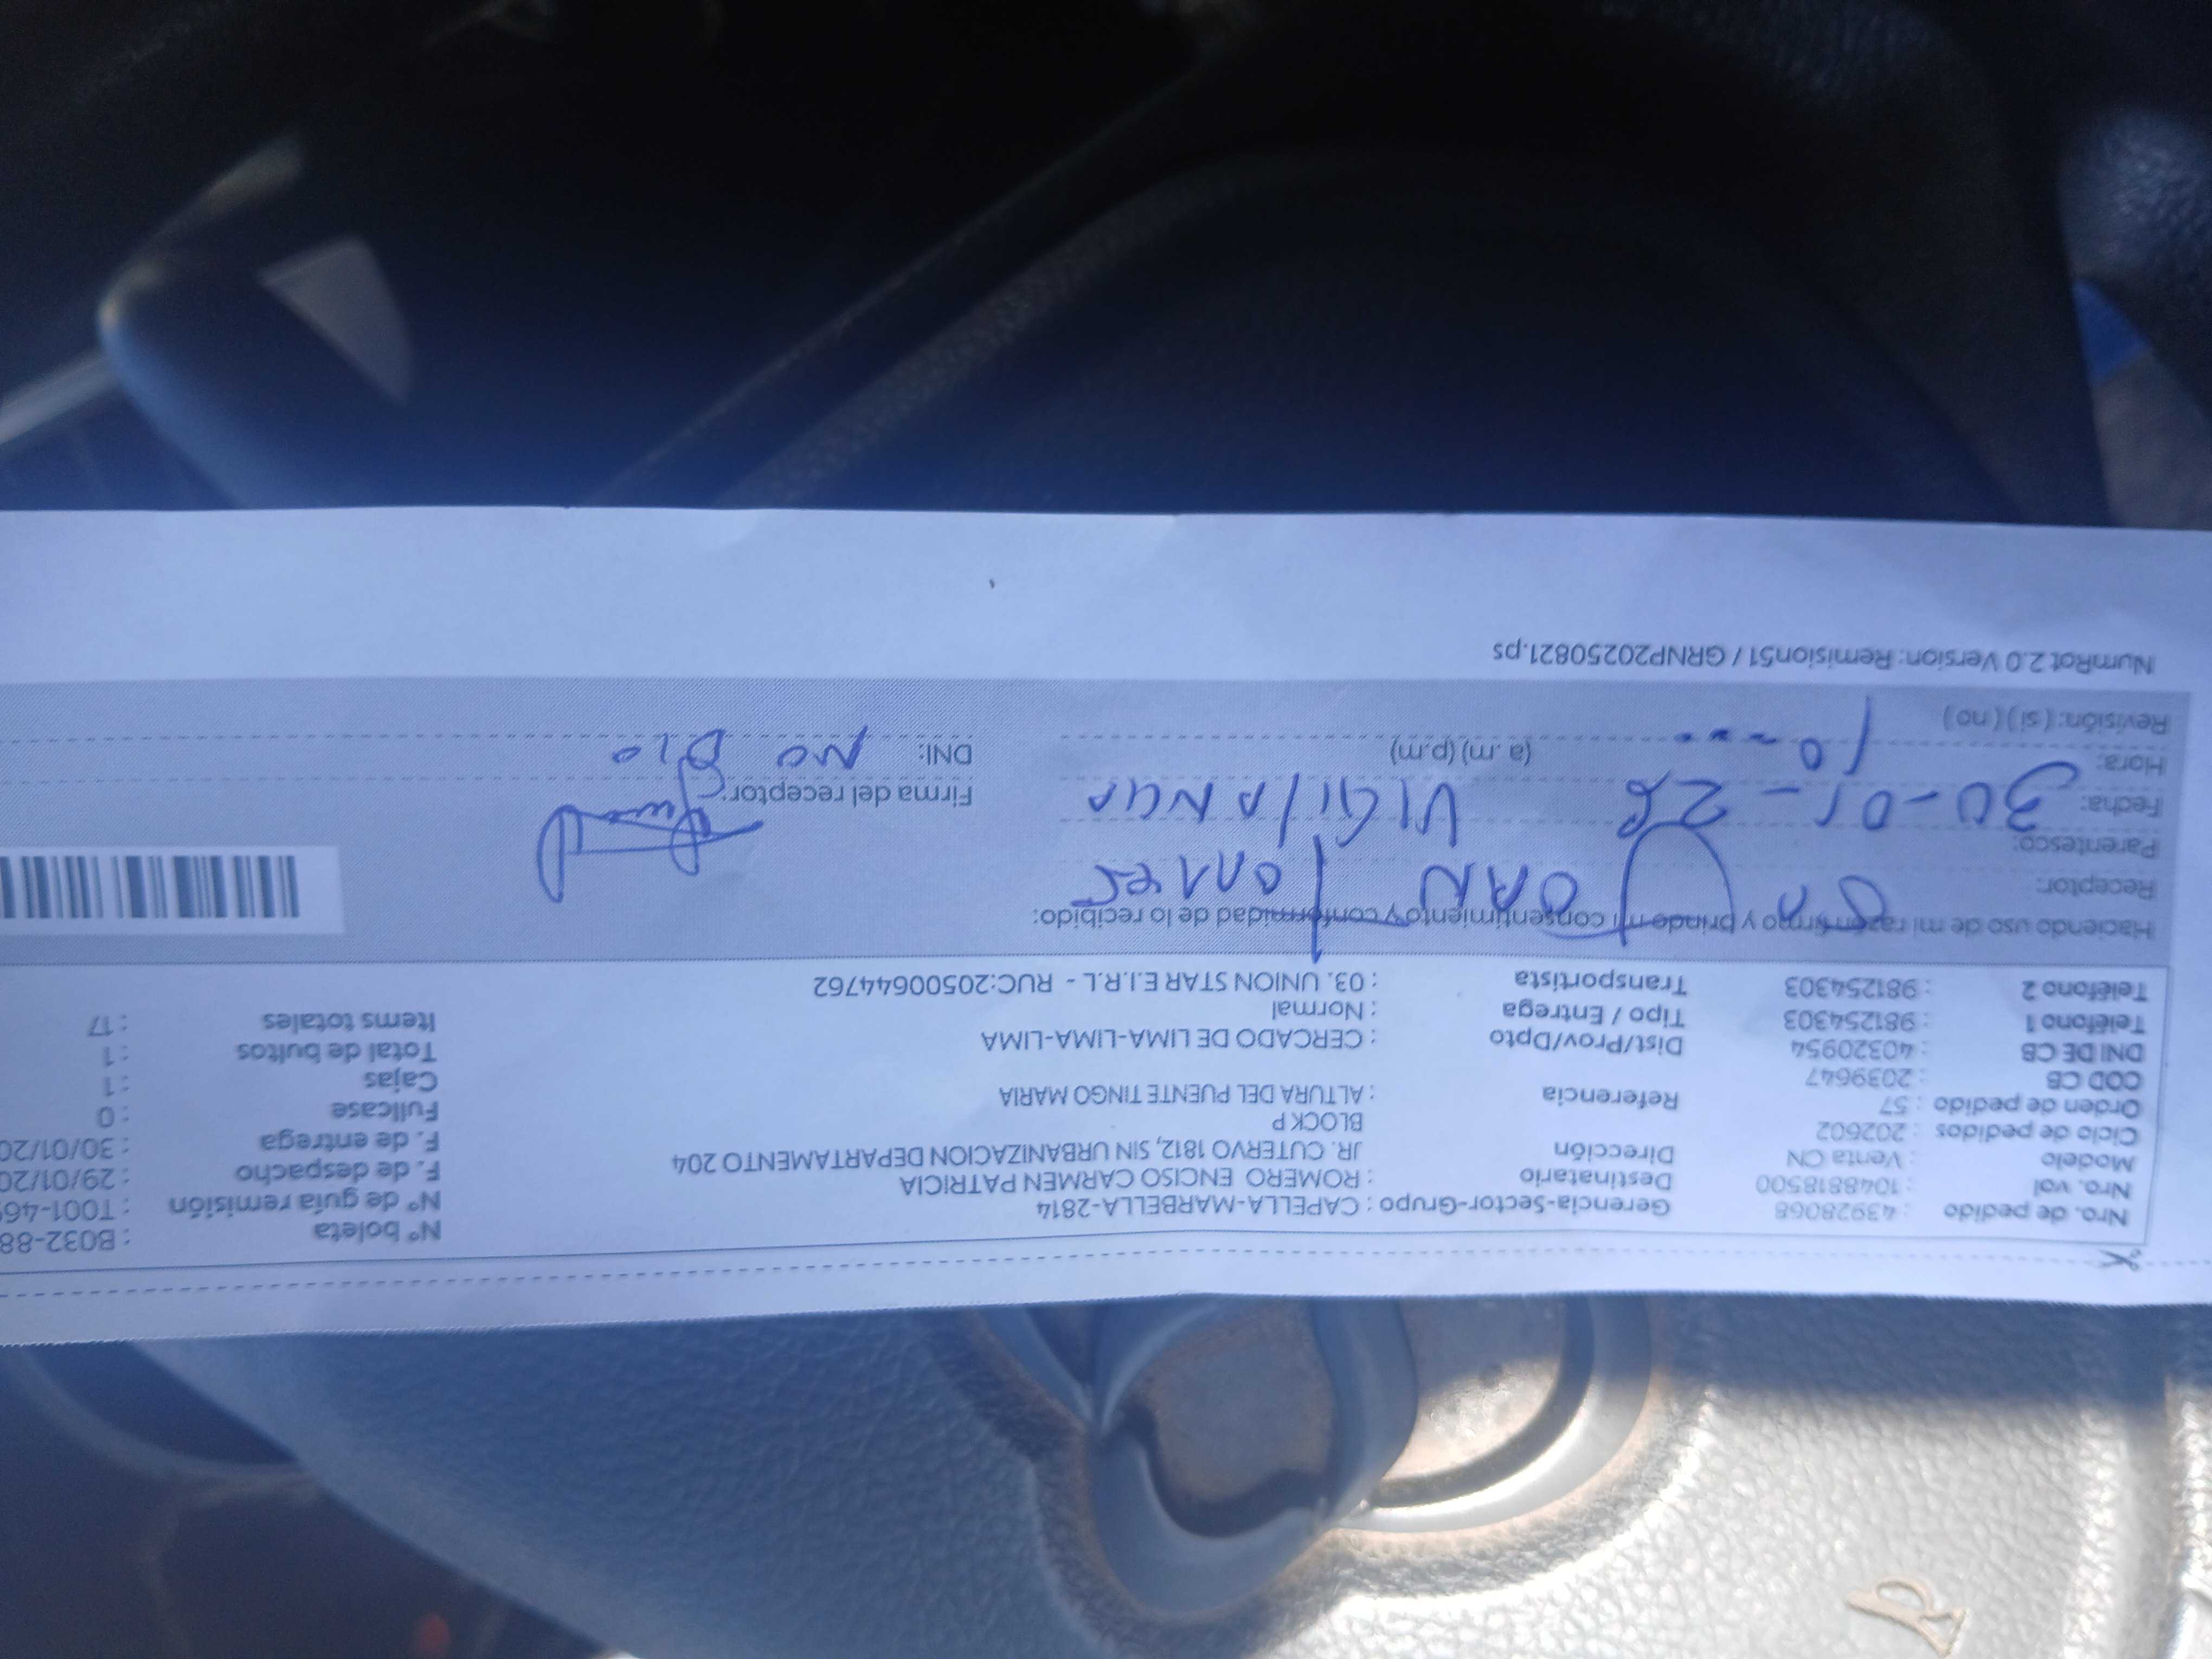 Nro. de pedido : 43928068 Gerencia-Sector-Grupo : CAPELLA-MARBELLA-2814 N° boleta : B032-88
Nro. vol : 1048818500 Destinatario : ROMERO ENCISO CARMEN PATRICIA N° de guía remisión : T001-469
Modelo : Venta CN Dirección JR. CUTERVO 1812, SIN URBANIZACION DEPARTAMENTO 204 F. de despacho : 29/01/20
Ciclo de pedidos : 202602 BLOCK P F. de entrega : 30/01/20
Orden de pedido : 57 Referencia : ALTURA DEL PUENTE TINGO MARIA Fullcase : 0
COD CB : 2039647 Cajas : 1
DNI DE CB : 40320954 Dist/Prov/Dpto : CERCADO DE LIMA-LIMA-LIMA Total de bultos : 1
Teléfono 1 : 981254303 Tipo / Entrega : Normal Items totales : 17
Teléfono 2 : 981254303 Transportista : 03. UNION STAR E.I.R.L - RUC:20500644762
Haciendo uso de mi razón firmo y brindo mi consentimiento y conformidad de lo recibido:
Receptor:
Parentesco: VIGILANCIA
Fecha: 30-01-26 Firma del receptor:
Hora: 10 (a.m) (p.m) DNI: NO DIO
Revisión: ( si ) ( no )
NumRot 2.0 Version: Remision51 / GRNP20250821.ps